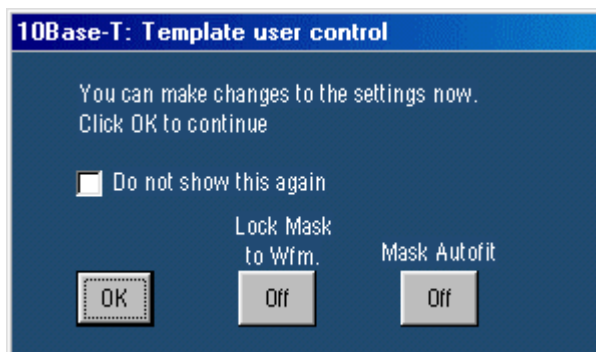 10Base-T: Template user control
You can make changes to the settings now.
Click OK to continue
Do not show this again
Lock Mask
to Wfm.
Mask Autofit
OK
Off
Off